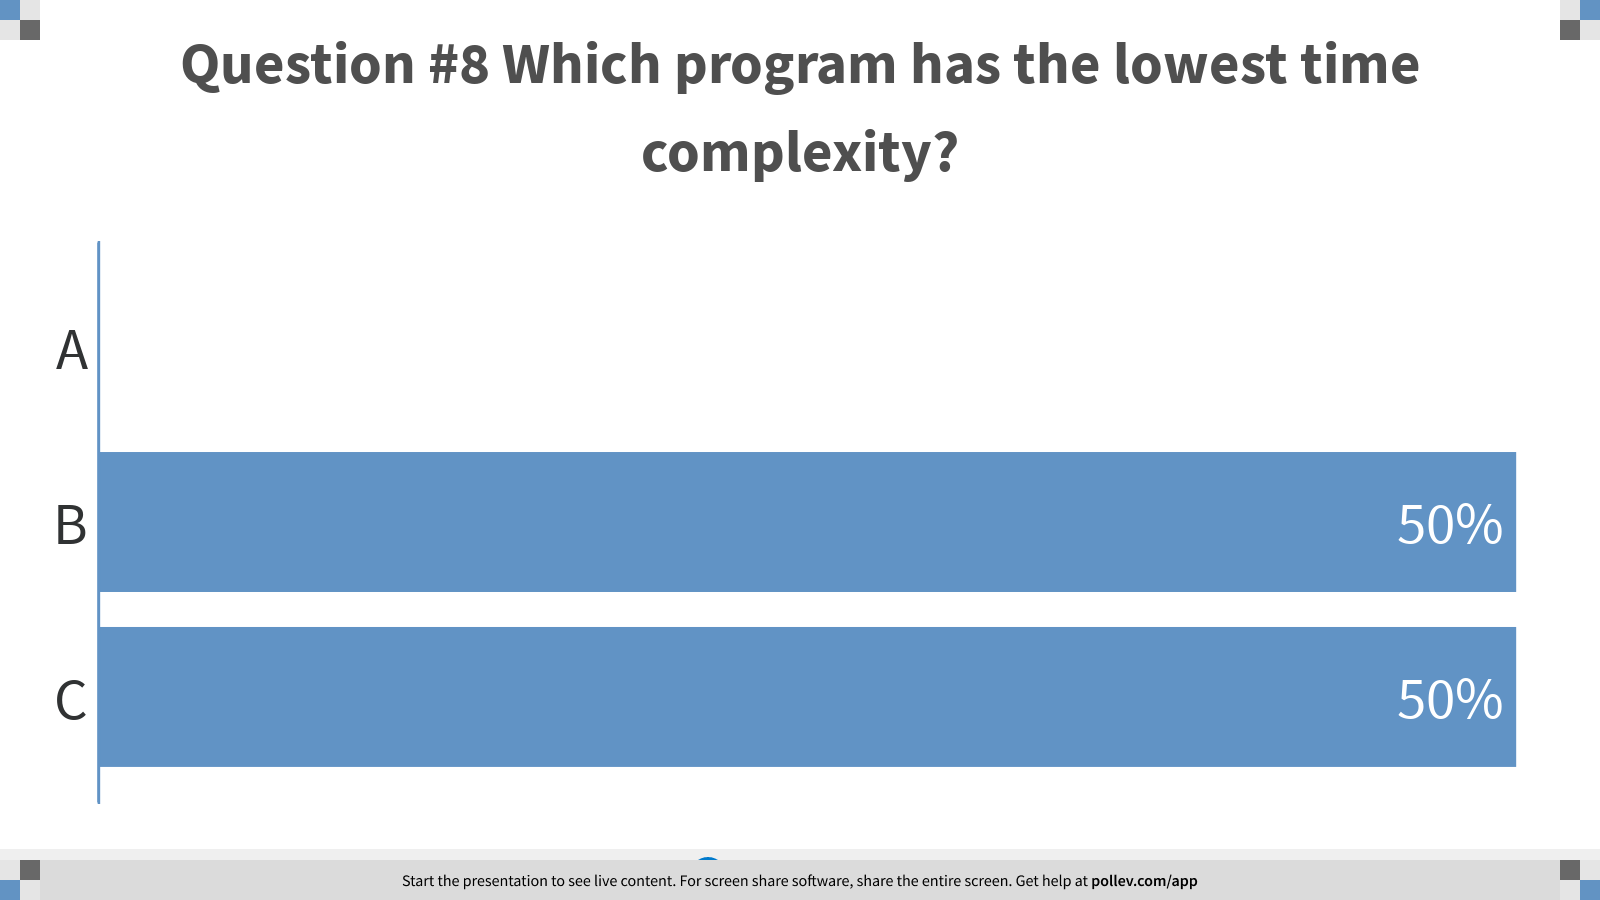 Question #8 Which program has the lowest time
complexity?
A
B
50%
C
50%
Start the presentation to see live content. For screen share software, share the entire screen. Get help at pollev.com/app